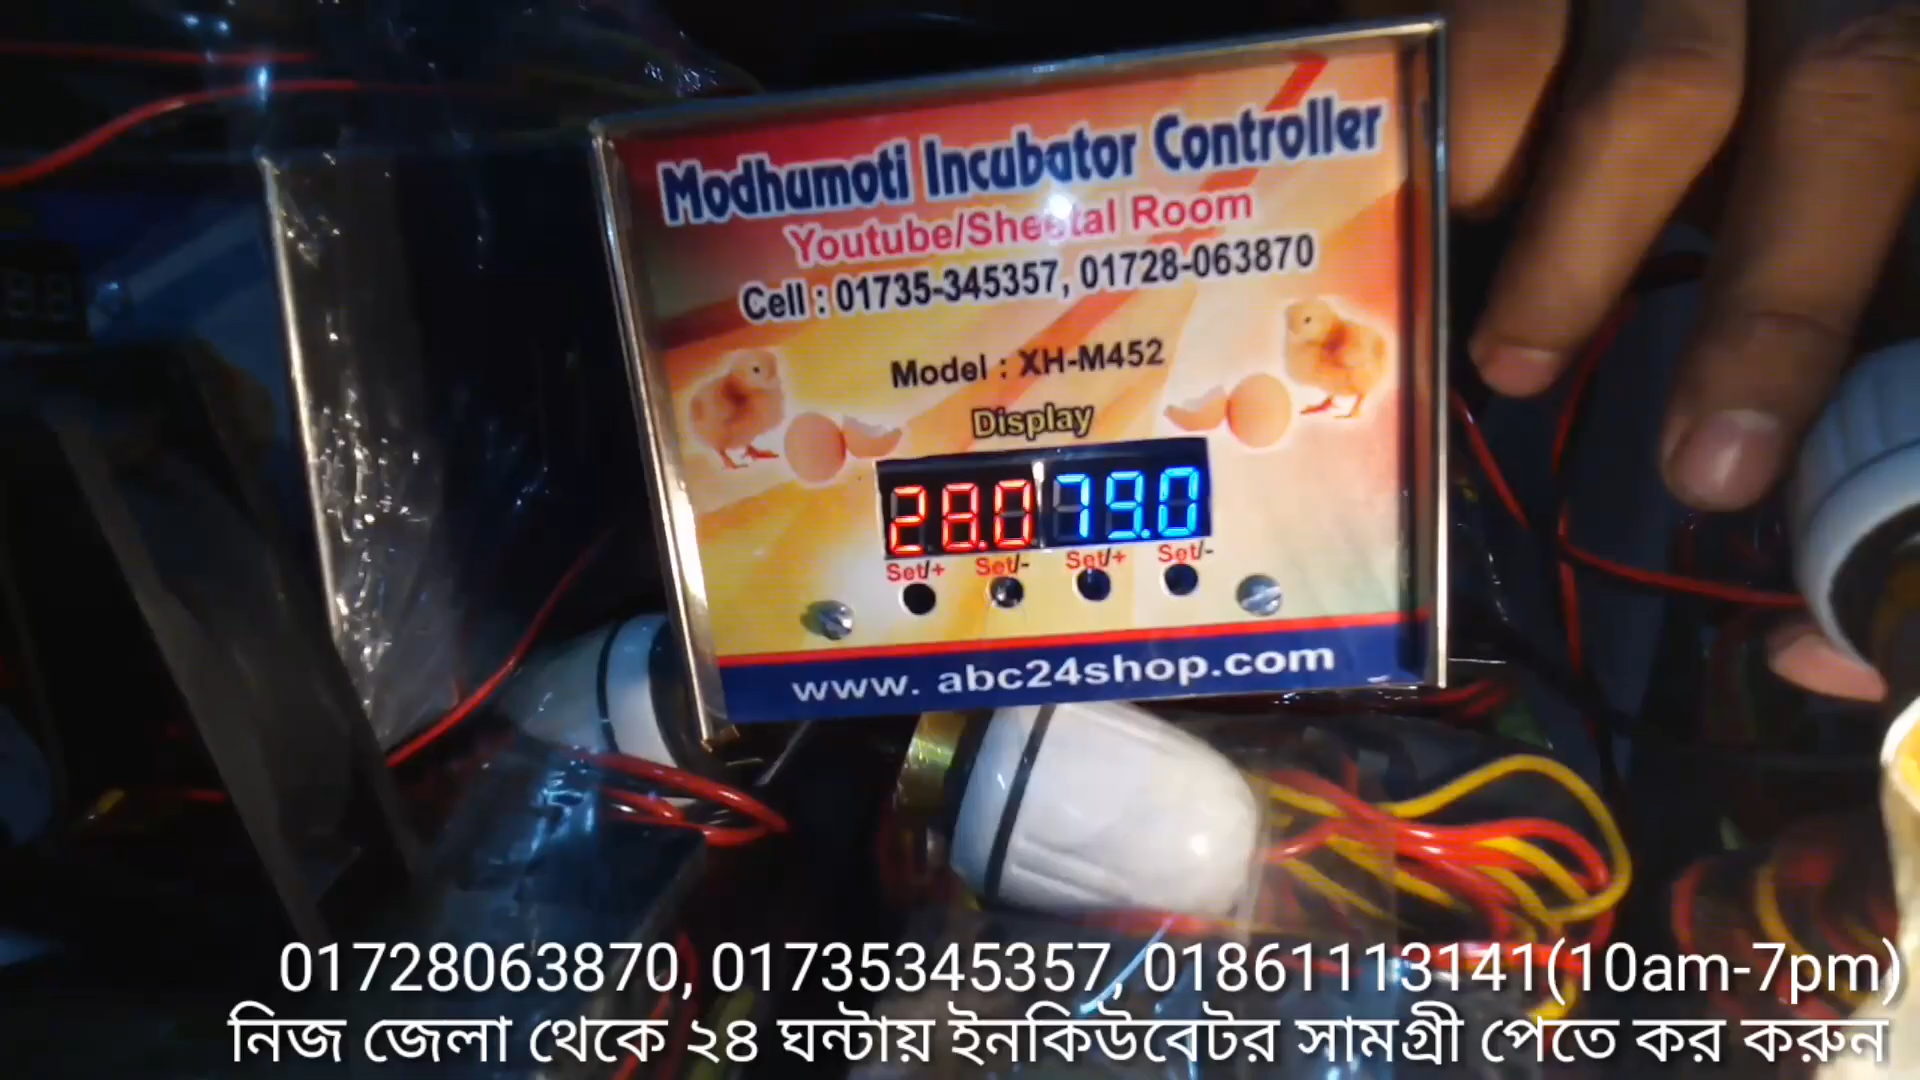 Modhumoti Incubator Controller
Youtube/Sheetal Room
Cell : 01735-345357, 01728-063870
Model : XH-M452
Display
28.0 79.0
Set/+ Set/- Set/+ Set/-
www. abc24shop.com
01728063870, 01735345357, 01861113141(10am-7pm)
নিজ জেলা থেকে ২৪ ঘন্টায় ইনকিউবেটর সামগ্রী পেতে কর করুন